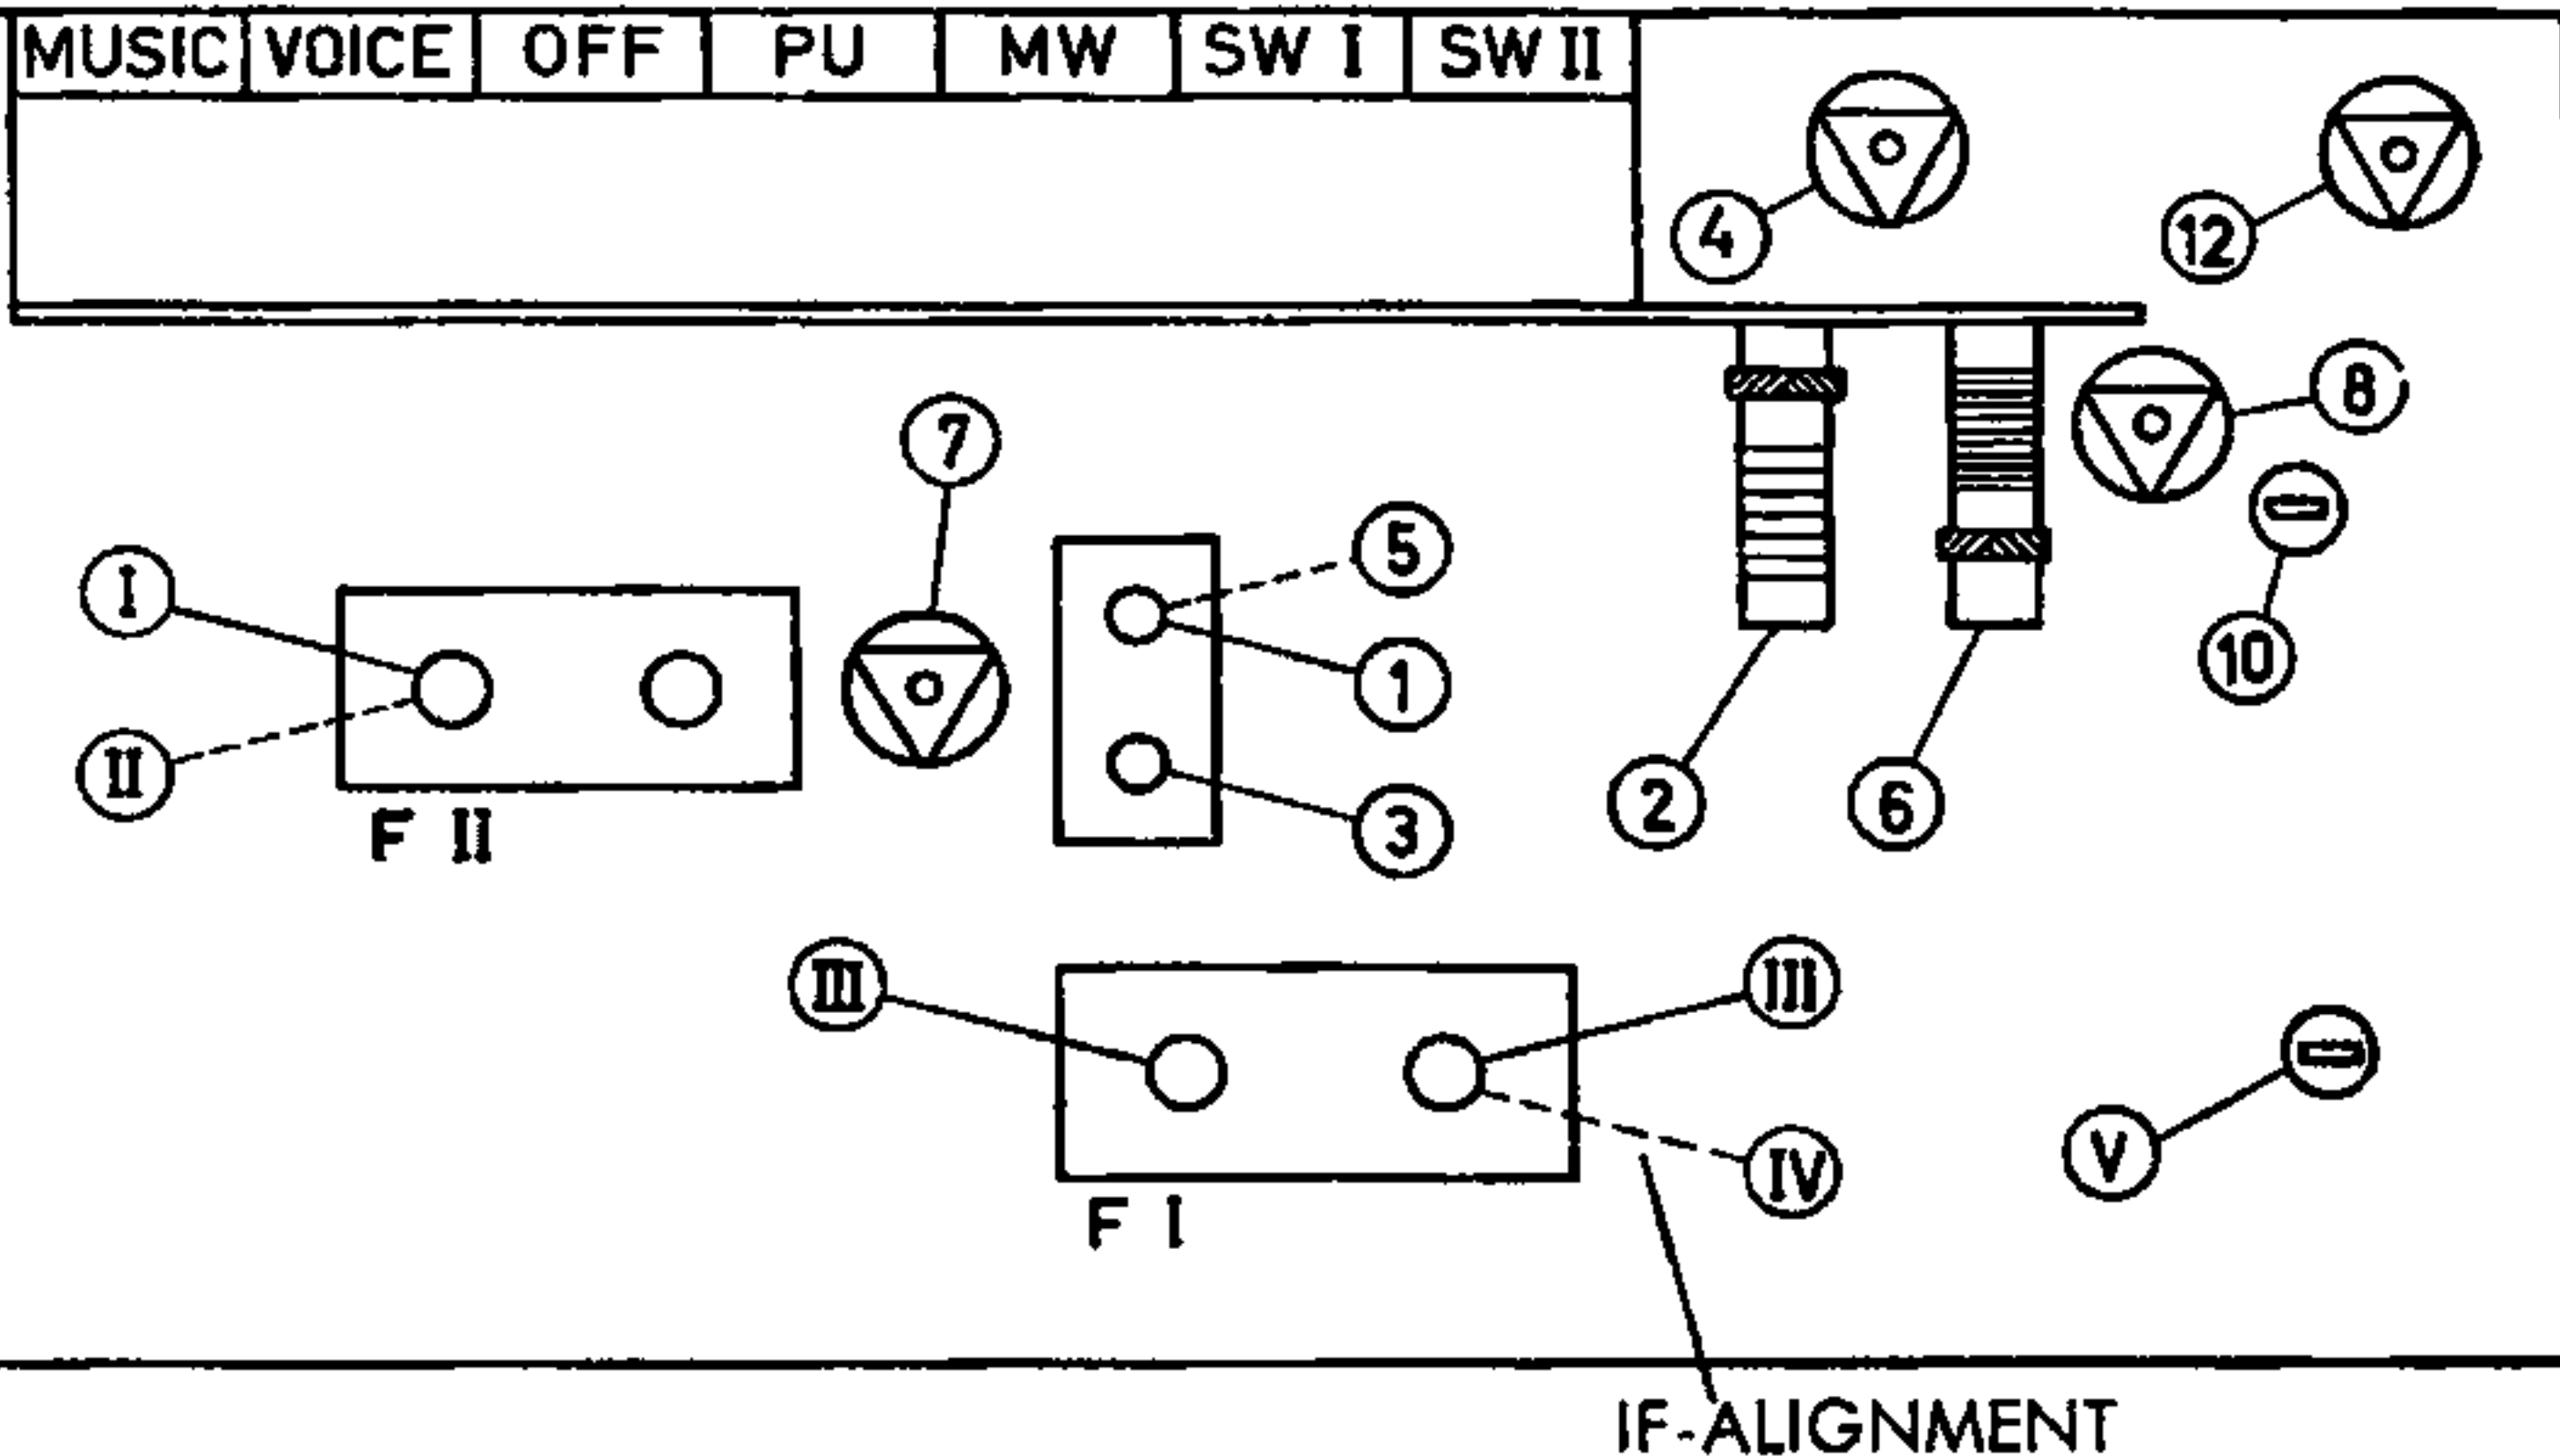 MUSIC VOICE OFF PU MW SW I SW II
4 12
8
7
5
I
10
1
II
2 6
3
F II
III III
V
IV
F I
IF-ALIGNMENT